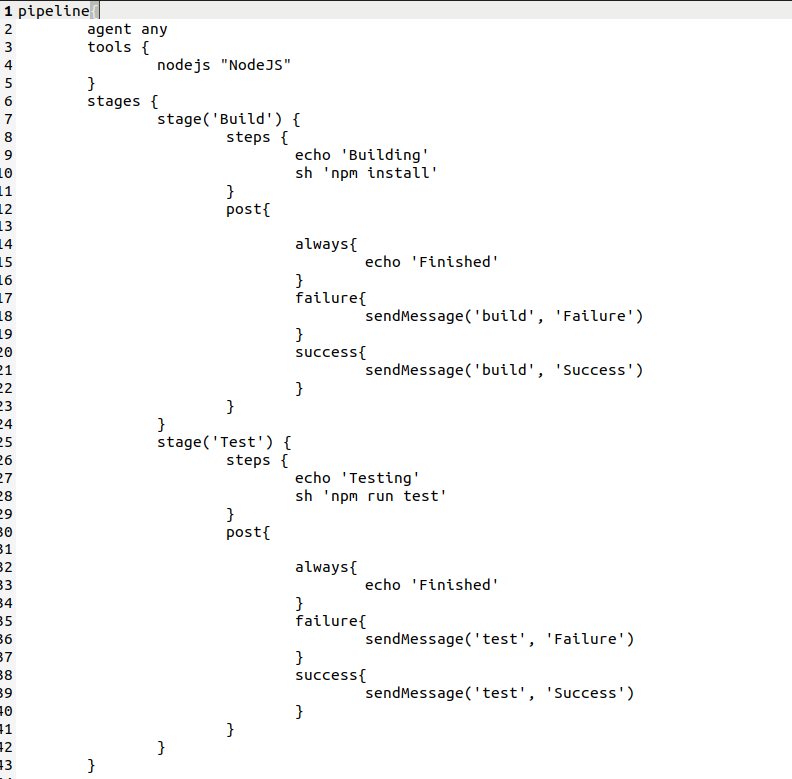 1 pipeline{
2 agent any
3 tools {
4 nodejs "NodeJS"
5 }
6 stages {
7 stage('Build') {
8 steps {
9 echo 'Building'
10 sh 'npm install'
11 }
12 post{
13
14 always{
15 echo 'Finished'
16 }
17 failure{
18 sendMessage('build', 'Failure')
19 }
20 success{
21 sendMessage('build', 'Success')
22 }
23 }
24 }
25 stage('Test') {
26 steps {
27 echo 'Testing'
28 sh 'npm run test'
29 }
30 post{
31
32 always{
33 echo 'Finished'
34 }
35 failure{
36 sendMessage('test', 'Failure')
37 }
38 success{
39 sendMessage('test', 'Success')
40 }
41 }
42 }
43 }